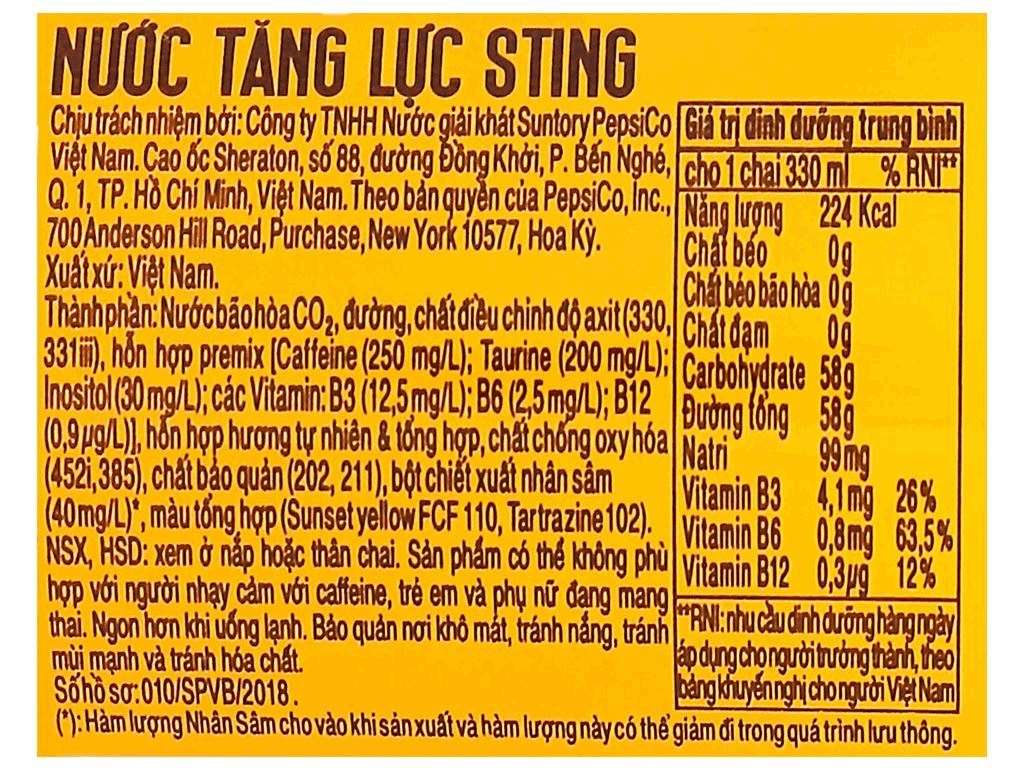 NƯỚC TĂNG LỰC STING
Chịu trách nhiệm bởi: Công ty TNHH Nước giải khát Suntory PepsiCo
Việt Nam. Cao ốc Sheraton, số 88, đường Đồng Khởi, P. Bến Nghé,
Q. 1, TP. Hồ Chí Minh, Việt Nam. Theo bản quyền của PepsiCo, Inc.,
700 Anderson Hill Road, Purchase, New York 10577, Hoa Kỳ.
Xuất xứ: Việt Nam.
Thành phần: Nước bão hòa CO₂, đường, chất điều chỉnh độ axit (330,
331iii), hỗn hợp premix [Caffeine (250 mg/L); Taurine (200 mg/L);
Inositol (30 mg/L); các Vitamin: B3 (12,5 mg/L); B6 (2,5 mg/L); B12
(0,9 µg/L)], hỗn hợp hương tự nhiên & tổng hợp, chất chống oxy hóa
(452i, 385), chất bảo quản (202, 211), bột chiết xuất nhân sâm
(40 mg/L)*, màu tổng hợp (Sunset yellow FCF 110, Tartrazine 102).
NSX, HSD: xem ở nắp hoặc thân chai. Sản phẩm có thể không phù
hợp với người nhạy cảm với caffeine, trẻ em và phụ nữ đang mang
thai. Ngon hơn khi uống lạnh. Bảo quản nơi khô mát, tránh nắng, tránh
mùi mạnh và tránh hóa chất.
Số hồ sơ: 010/SPVB/2018.
(*): Hàm lượng Nhân Sâm cho vào khi sản xuất và hàm lượng này có thể giảm đi trong quá trình lưu thông.
Giá trị dinh dưỡng trung bình
cho 1 chai 330 ml % RNI**
Năng lượng 224 Kcal
Chất béo 0g
Chất béo bão hòa 0g
Chất đạm 0g
Carbohydrate 58g
Đường tổng 58g
Natri 99mg
Vitamin B3 4,1 mg 26%
Vitamin B6 0,8mg 63,5%
Vitamin B12 0,3µg 12%
**RNI: nhu cầu dinh dưỡng hàng ngày
áp dụng cho người trưởng thành, theo
bảng khuyến nghị cho người Việt Nam